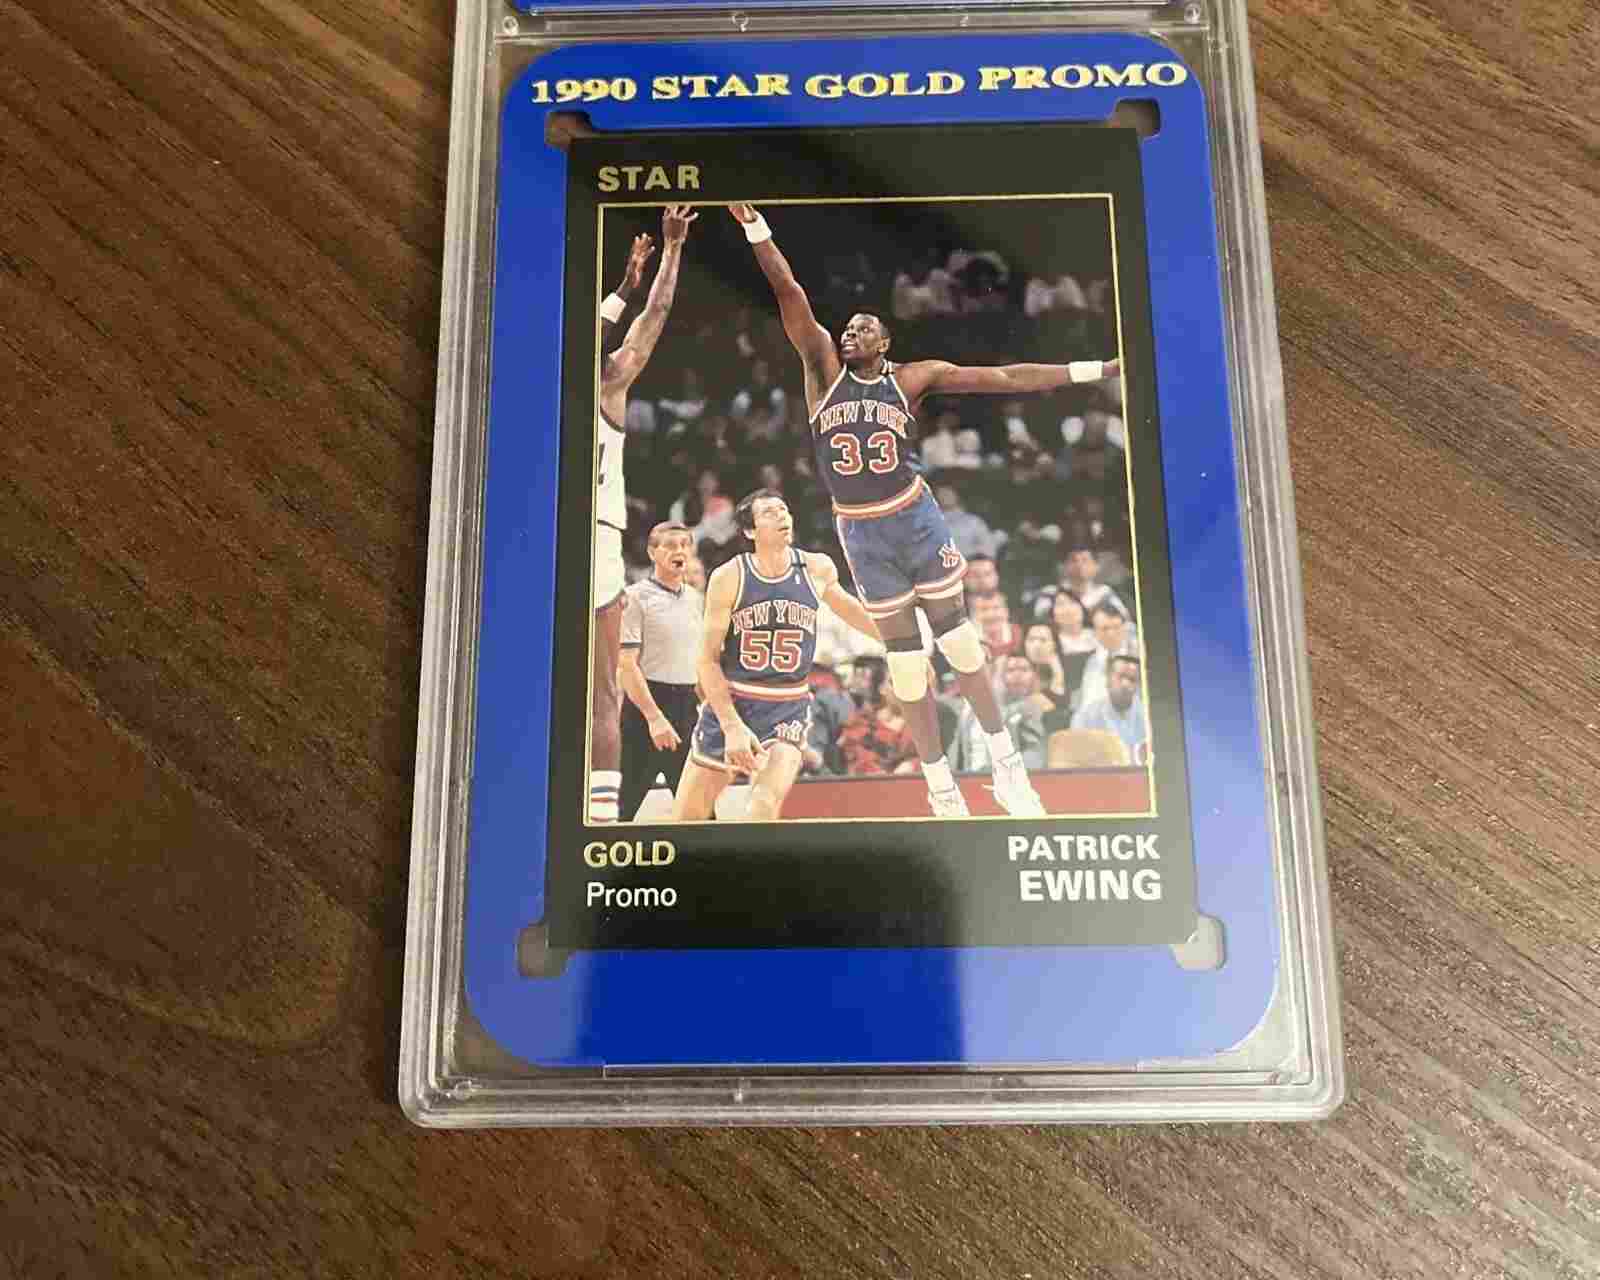 1990 STAR GOLD PROMO
STAR
NEW YORK
33
NEW YORK
55
GOLD
Promo
PATRICK
EWING